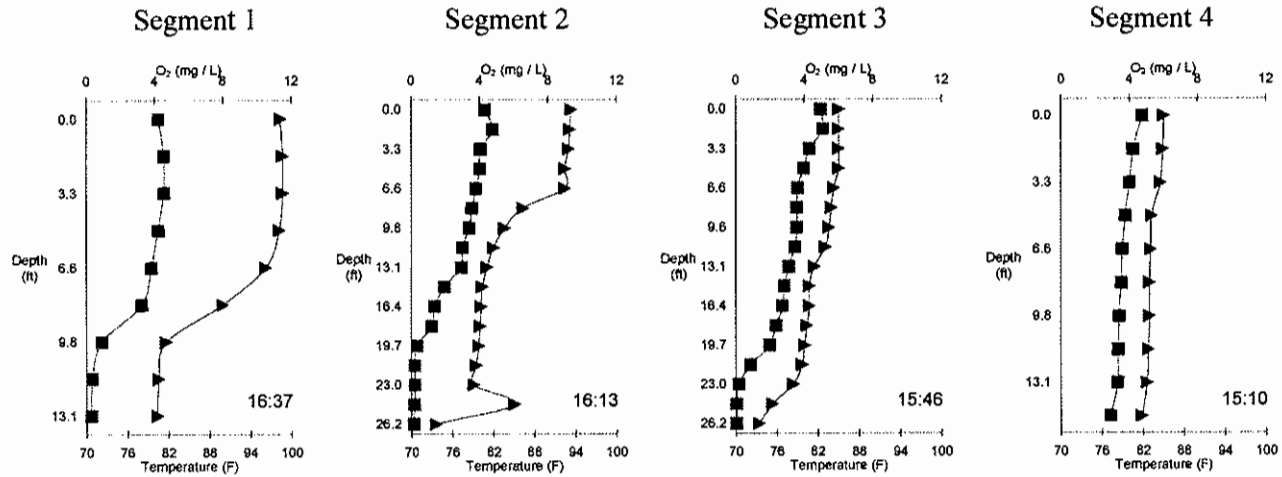 Segment 1
O₂ (mg / L)
0 4 8 12
0.0
3.3
6.6
9.8
13.1
Depth
(ft)
16:37
70 76 82 88 94 100
Temperature (F)
Segment 2
O₂ (mg / L)
0 4 8 12
0.0
3.3
6.6
9.8
13.1
16.4
19.7
23.0
26.2
Depth
(ft)
16:13
70 76 82 88 94 100
Temperature (F)
Segment 3
O₂ (mg / L)
0 4 8 12
0.0
3.3
6.6
9.8
13.1
16.4
19.7
23.0
26.2
Depth
(ft)
15:46
70 76 82 88 94 100
Temperature (F)
Segment 4
O₂ (mg / L)
0 4 8 12
0.0
3.3
6.6
9.8
13.1
Depth
(ft)
15:10
70 76 82 88 94 100
Temperature (F)